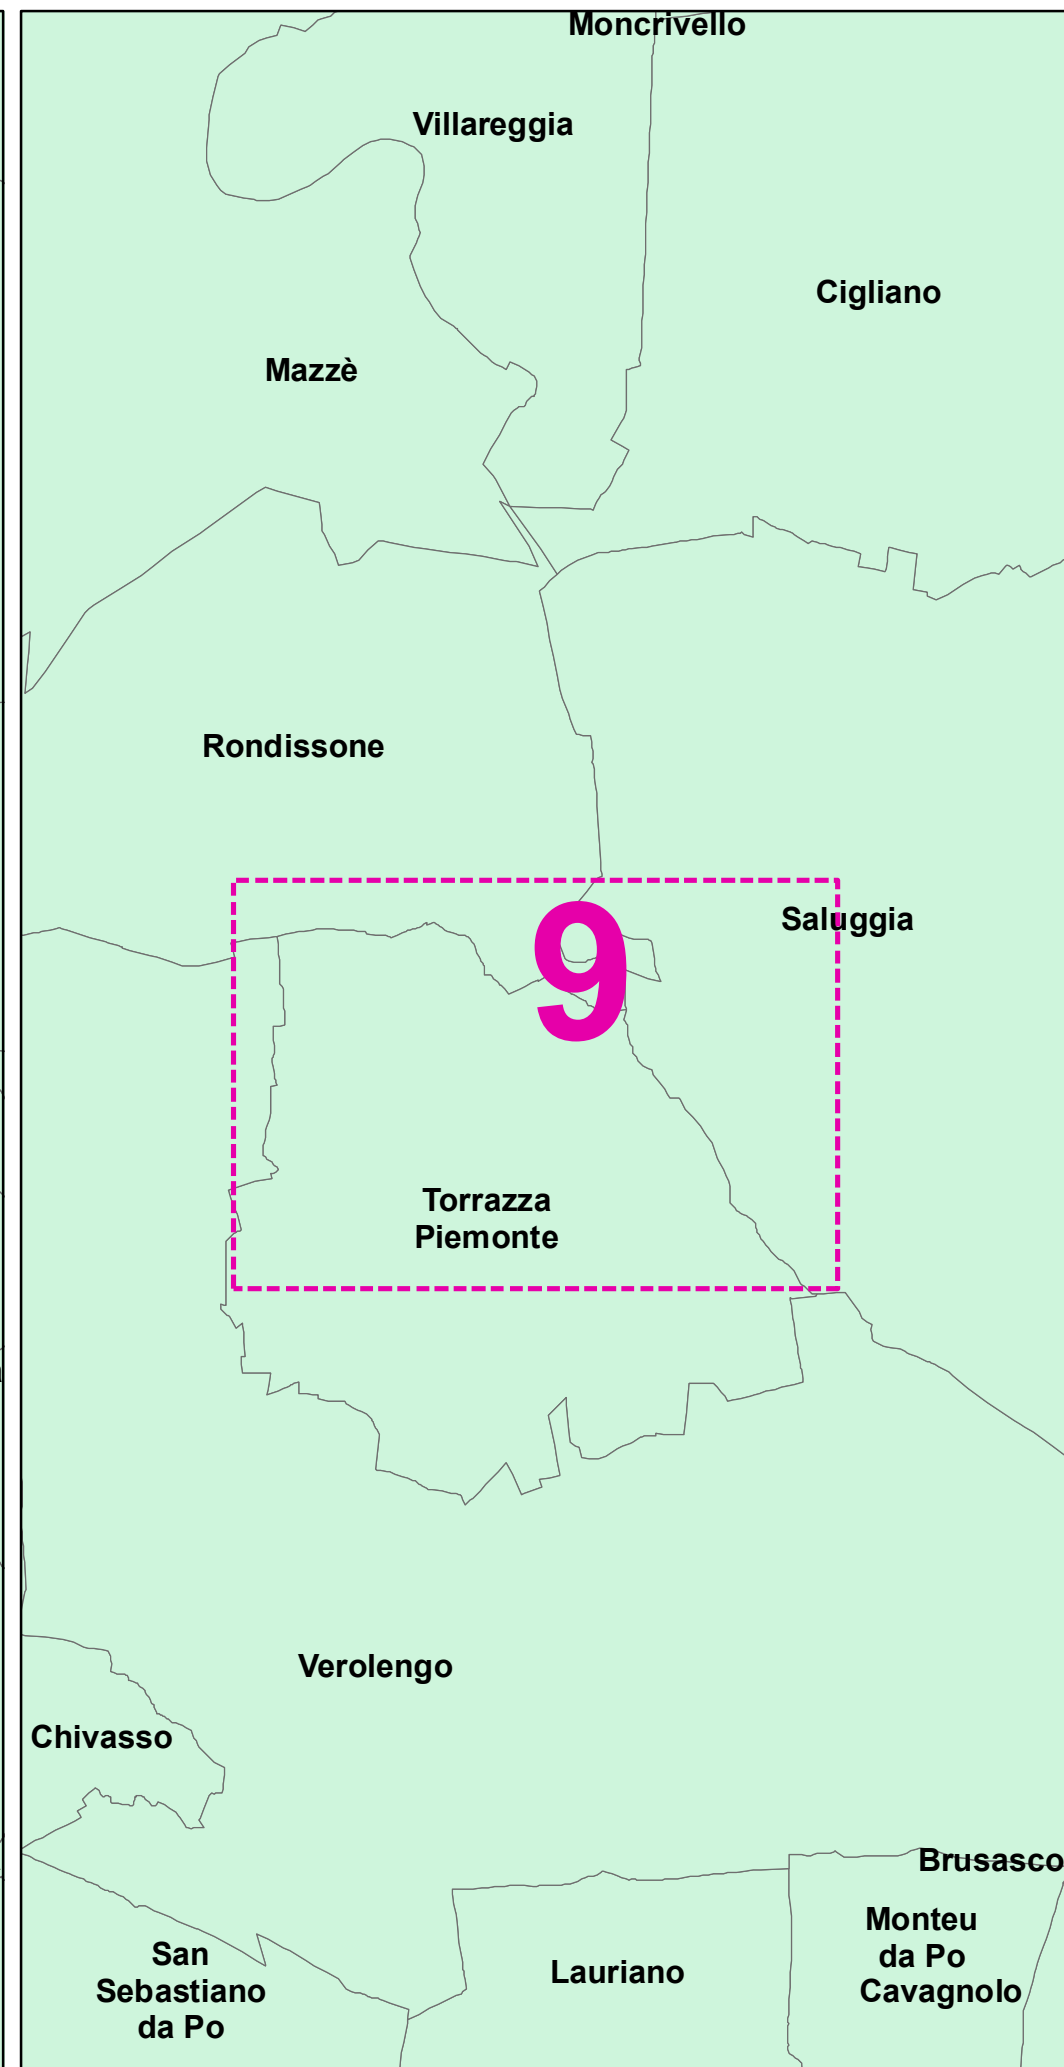 Moncrivello
Villareggia
Cigliano
Mazzè
Rondissone
9
Saluggia
Torrazza
Piemonte
Verolengo
Chivasso
Brusasco
Monteu
da Po
Cavagnolo
San
Sebastiano
da Po
Lauriano